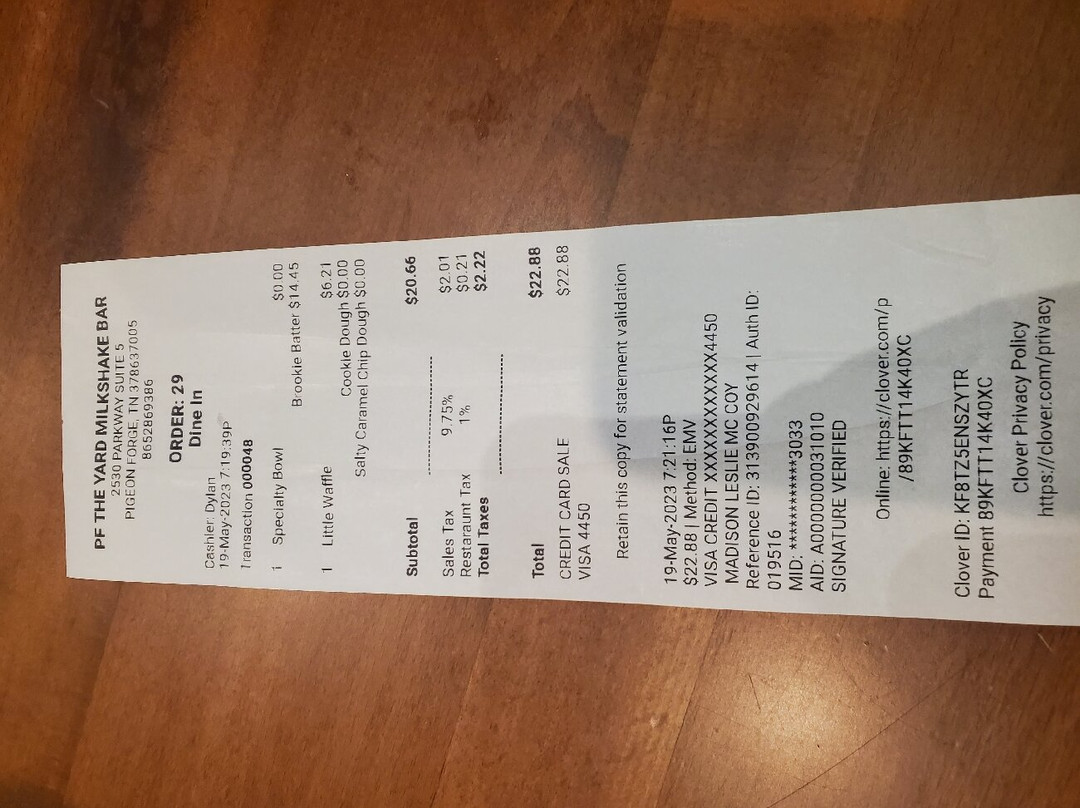 PF THE YARD MILKSHAKE BAR
2530 PARKWAY SUITE 5
PIGEON FORGE, TN 378637005
8652869386
ORDER: 29
Dine In
Cashier: Dylan
19-May-2023 7:19:39P
Transaction 000048
1 Specialty Bowl $0.00
Brookie Batter $14.45
1 Little Waffle $6.21
Cookie Dough $0.00
Salty Caramel Chip Dough $0.00
Subtotal $20.66
Sales Tax 9.75% $2.01
Restaraunt Tax 1% $0.21
Total Taxes $2.22
Total $22.88
CREDIT CARD SALE $22.88
VISA 4450
Retain this copy for statement validation
19-May-2023 7:21:16P
$22.88 | Method: EMV
VISA CREDIT XXXXXXXXXXXX4450
MADISON LESLIE MC COY
Reference ID: 313900929614 | Auth ID:
019516
MID: **********3033
AID: A0000000031010
SIGNATURE VERIFIED
Online: https://clover.com/p
/89KFTT14K40XC
Clover ID: KF8TZ5ENSZYTR
Payment 89KFTT14K40XC
Clover Privacy Policy
https://clover.com/privacy